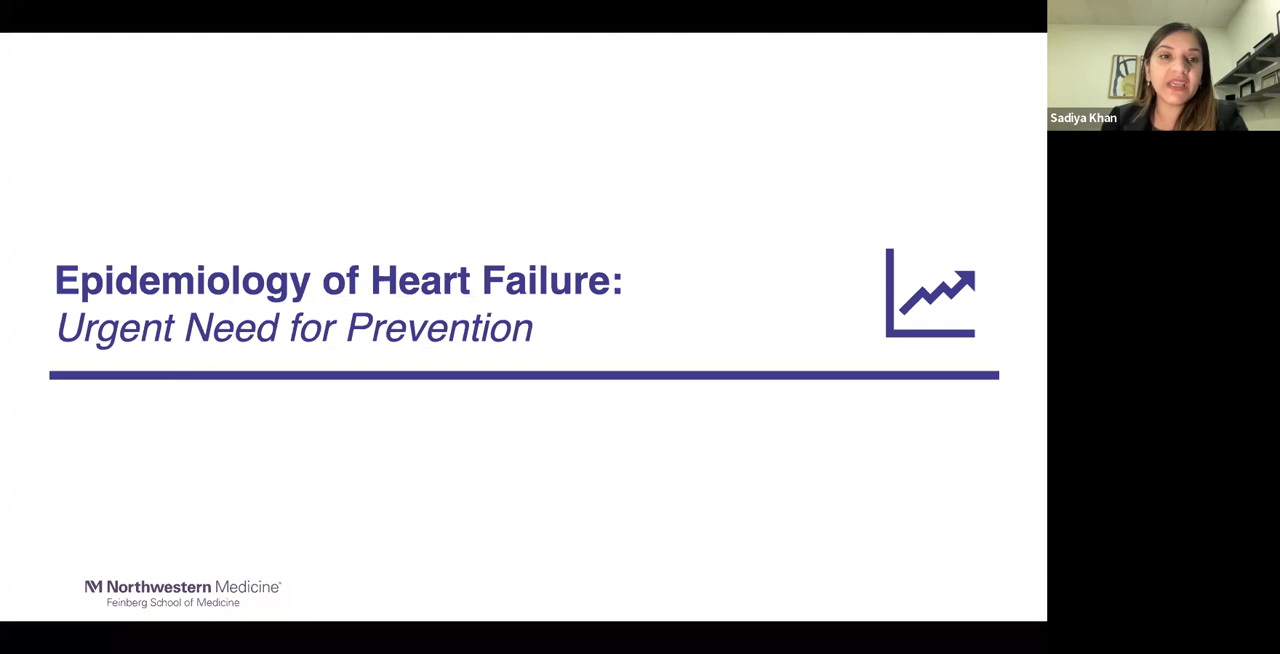 Sadiya Khan
Epidemiology of Heart Failure:
Urgent Need for Prevention
Northwestern Medicine®
Feinberg School of Medicine